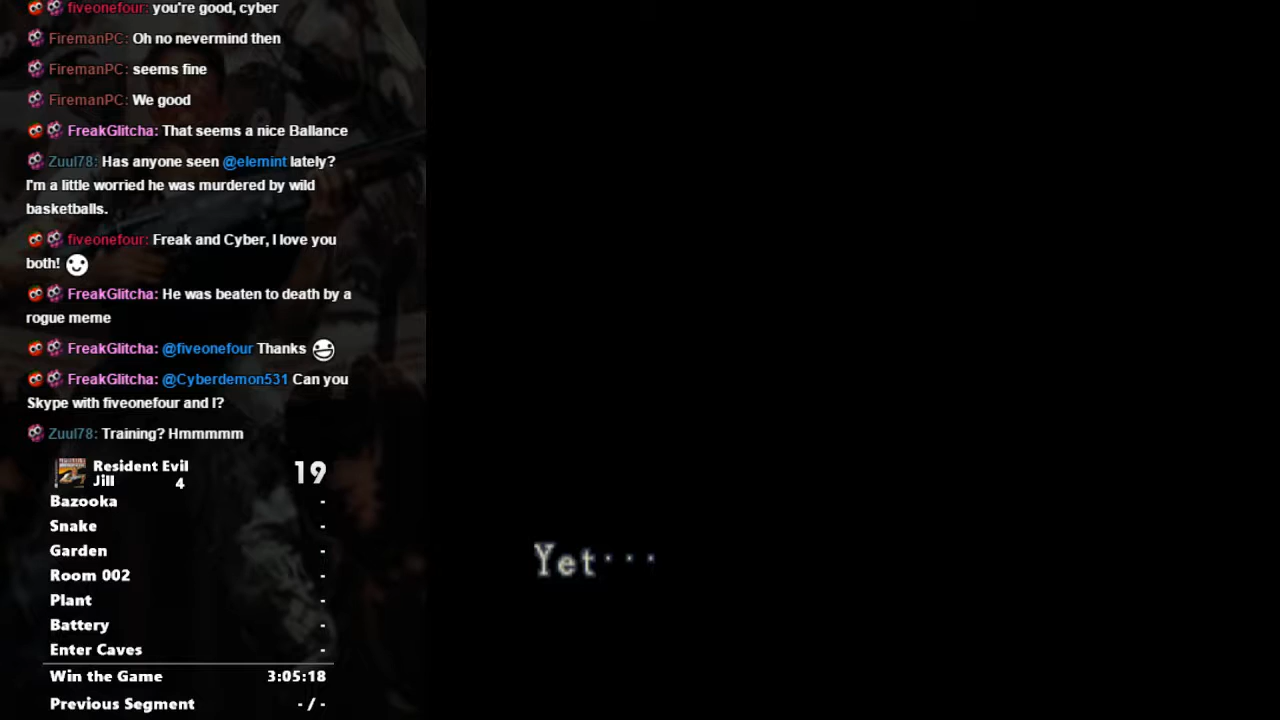 fiveonefour: you're good, cyber
FiremanPC: Oh no nevermind then
FiremanPC: seems fine
FiremanPC: We good
FreakGlitcha: That seems a nice Ballance
Zuul78: Has anyone seen @elemint lately?
I'm a little worried he was murdered by wild
basketballs.
fiveonefour: Freak and Cyber, I love you
both!
FreakGlitcha: He was beaten to death by a
rogue meme
FreakGlitcha: @fiveonefour Thanks
FreakGlitcha: @Cyberdemon531 Can you
Skype with fiveonefour and I?
Zuul78: Training? Hmmmmm
Resident Evil 19
Jill 4
Bazooka -
Snake -
Garden -
Room 002 -
Plant -
Battery -
Enter Caves -
Win the Game 3:05:18
Previous Segment - / -
Yet···